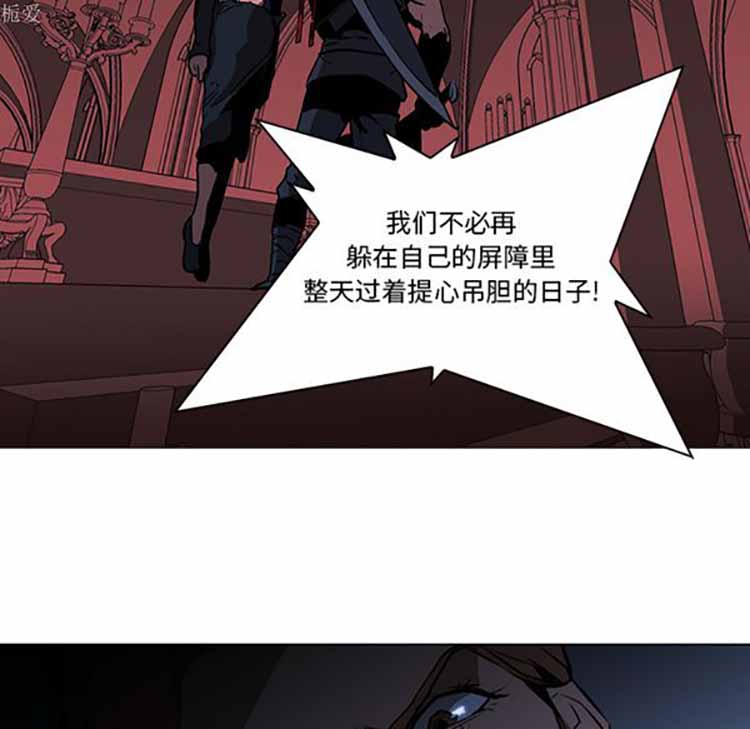 栀爱
我们不必再
躲在自己的屏障里
整天过着提心吊胆的日子!